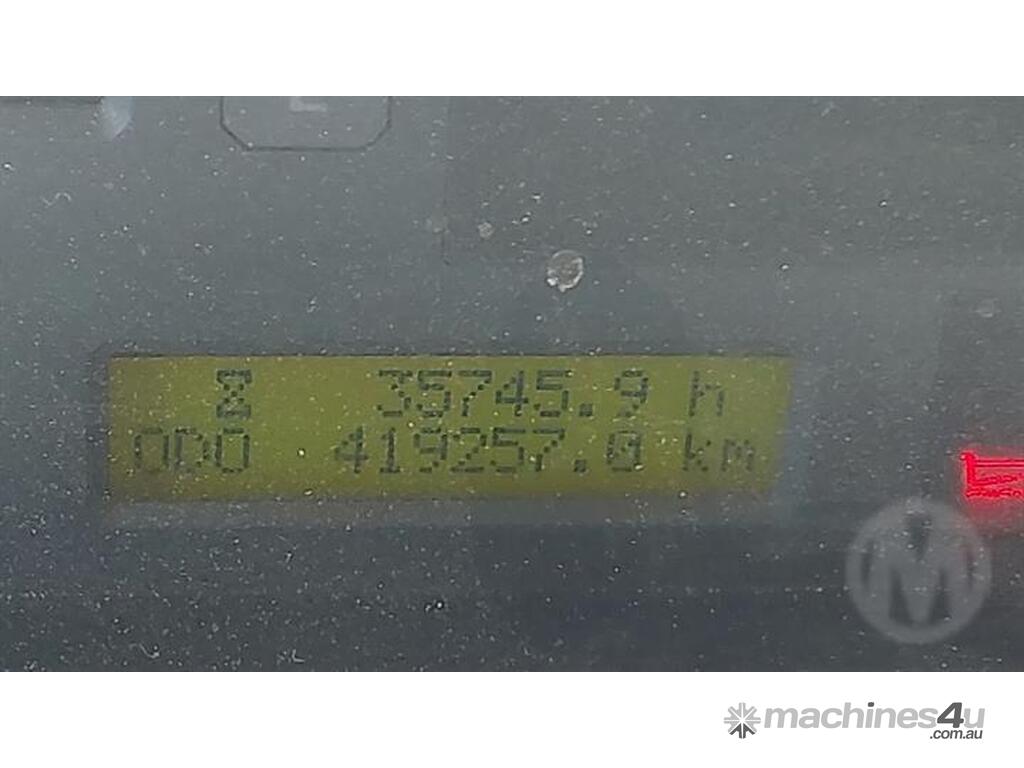 35745.9 h
ODO 419257.0 km
M
machines4u
.com.au